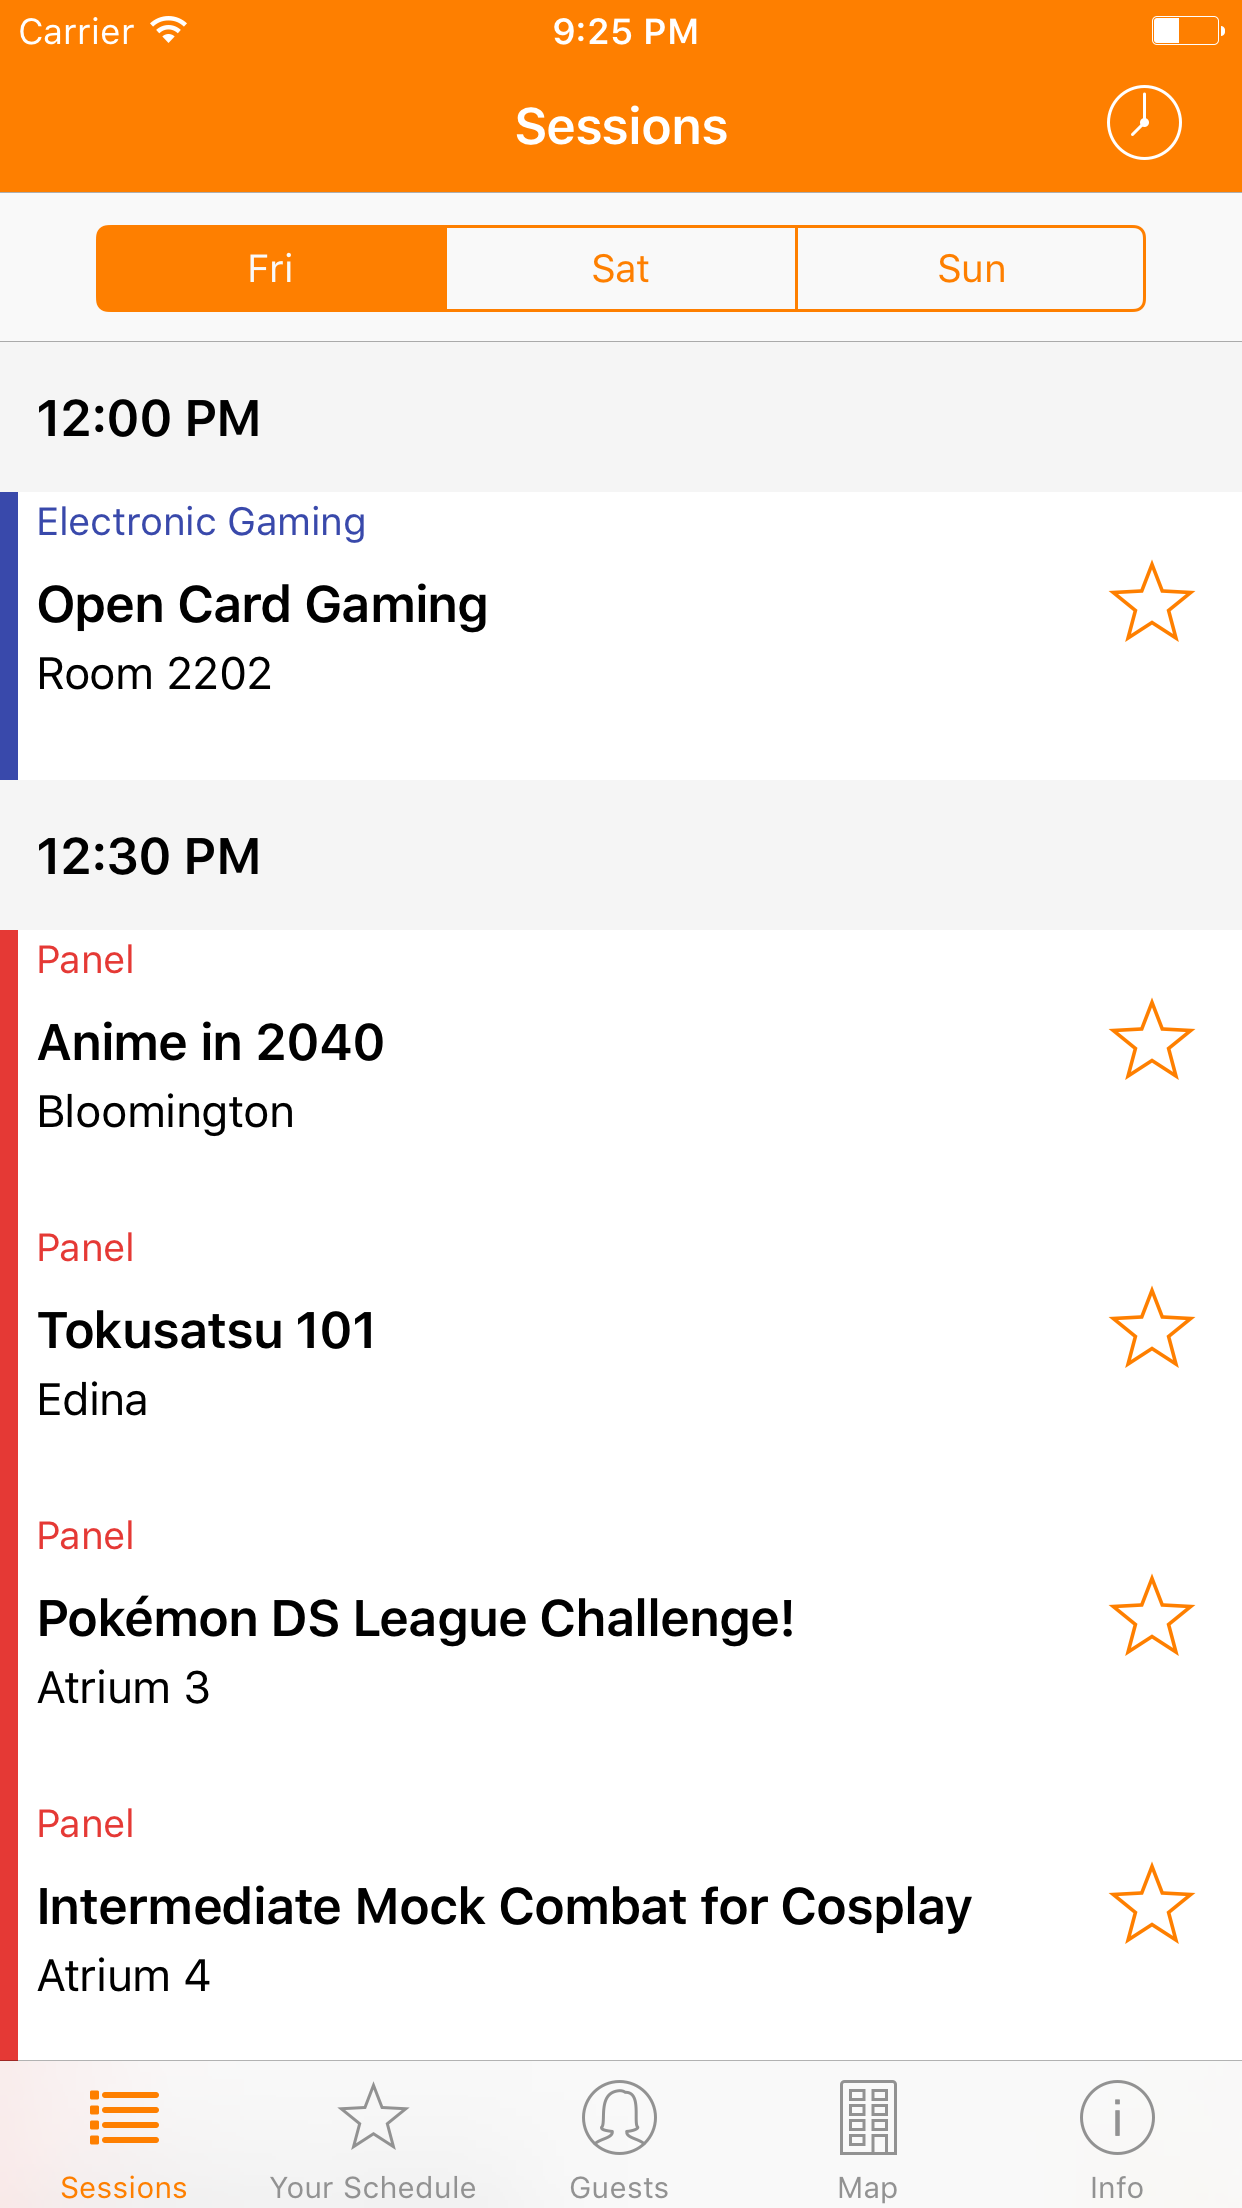 Carrier 9:25 PM
Sessions
Fri Sat Sun
12:00 PM
Electronic Gaming
Open Card Gaming
Room 2202
12:30 PM
Panel
Anime in 2040
Bloomington
Panel
Tokusatsu 101
Edina
Panel
Pokémon DS League Challenge!
Atrium 3
Panel
Intermediate Mock Combat for Cosplay
Atrium 4
Sessions Your Schedule Guests Map Info